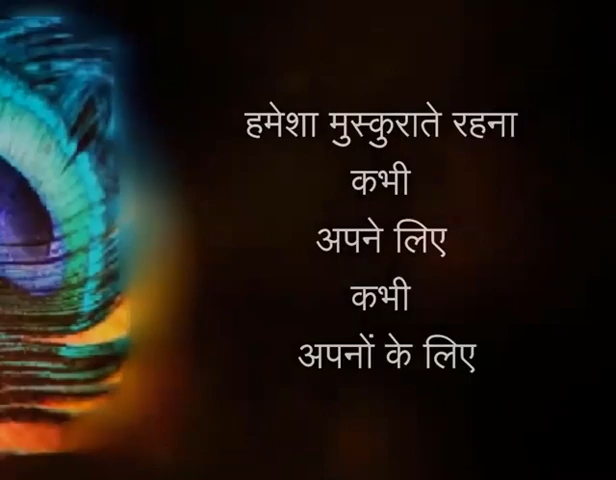 हमेशा मुस्कुराते रहना
कभी
अपने लिए
कभी
अपनों के लिए